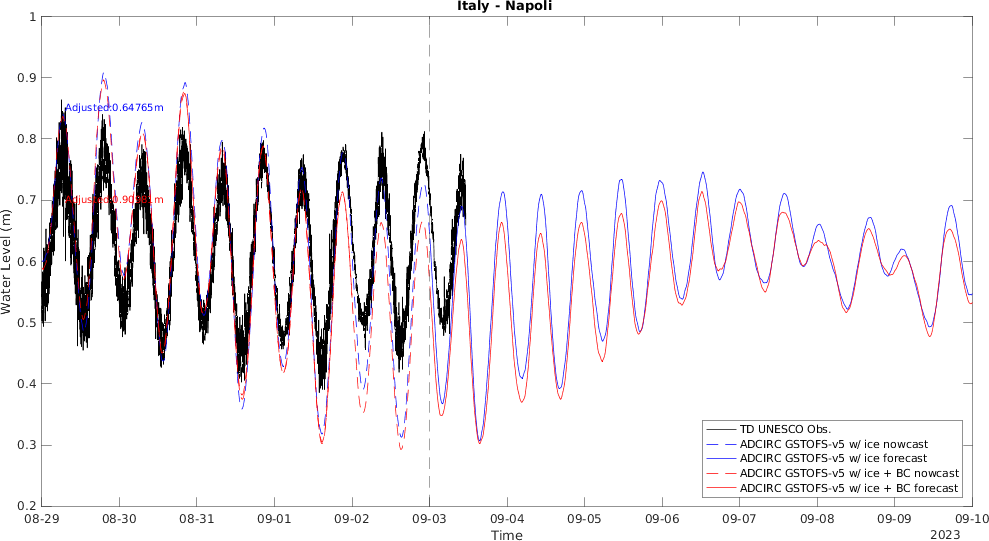 Italy - Napoli
Water Level (m)
1
0.9
0.8
0.7
0.6
0.5
0.4
0.3
0.2
Adjusted:0.64765m
TD UNESCO Obs.
ADCIRC GSTOFS-v5 w/ ice nowcast
ADCIRC GSTOFS-v5 w/ ice forecast
ADCIRC GSTOFS-v5 w/ ice + BC nowcast
ADCIRC GSTOFS-v5 w/ ice + BC forecast
08-29 08-30 08-31 09-01 09-02 09-03 09-04 09-05 09-06 09-07 09-08 09-09 09-10
Time
2023